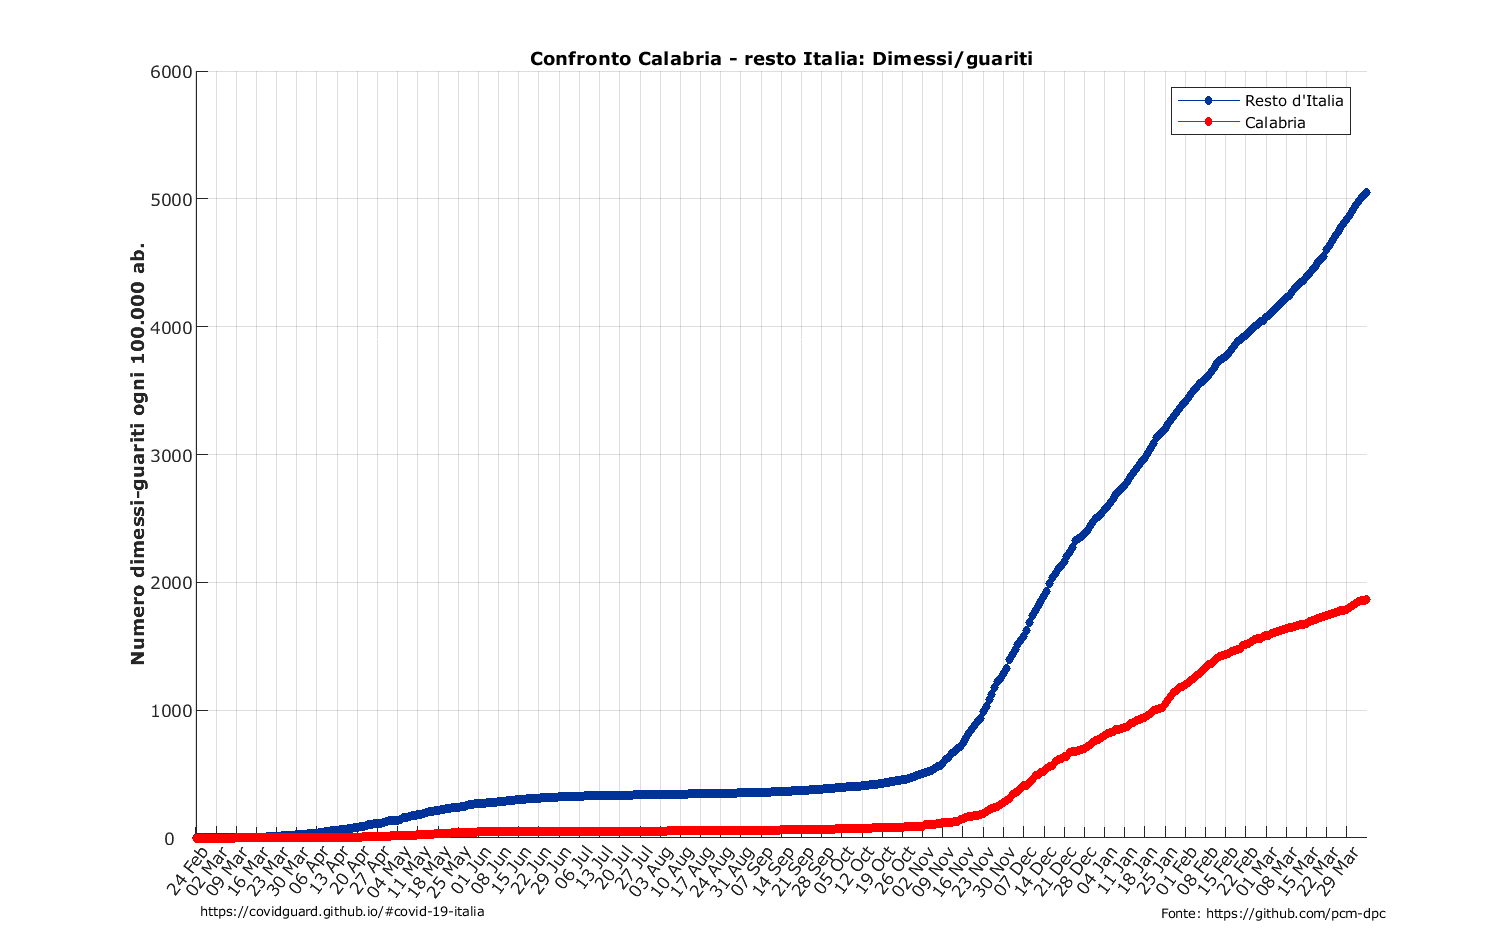 Confronto Calabria - resto Italia: Dimessi/guariti
Resto d'Italia
Calabria
Numero dimessi-guariti ogni 100.000 ab.
6000
5000
4000
3000
2000
1000
0
24 Feb
02 Mar
09 Mar
16 Mar
23 Mar
30 Mar
06 Apr
13 Apr
20 Apr
27 Apr
04 May
11 May
18 May
25 May
01 Jun
08 Jun
15 Jun
22 Jun
29 Jun
06 Jul
13 Jul
20 Jul
27 Jul
03 Aug
10 Aug
17 Aug
24 Aug
31 Aug
07 Sep
14 Sep
21 Sep
28 Sep
05 Oct
12 Oct
19 Oct
26 Oct
02 Nov
09 Nov
16 Nov
23 Nov
30 Nov
07 Dec
14 Dec
21 Dec
28 Dec
04 Jan
11 Jan
18 Jan
25 Jan
01 Feb
08 Feb
15 Feb
22 Feb
01 Mar
08 Mar
15 Mar
22 Mar
29 Mar
https://covidguard.github.io/#covid-19-italia
Fonte: https://github.com/pcm-dpc